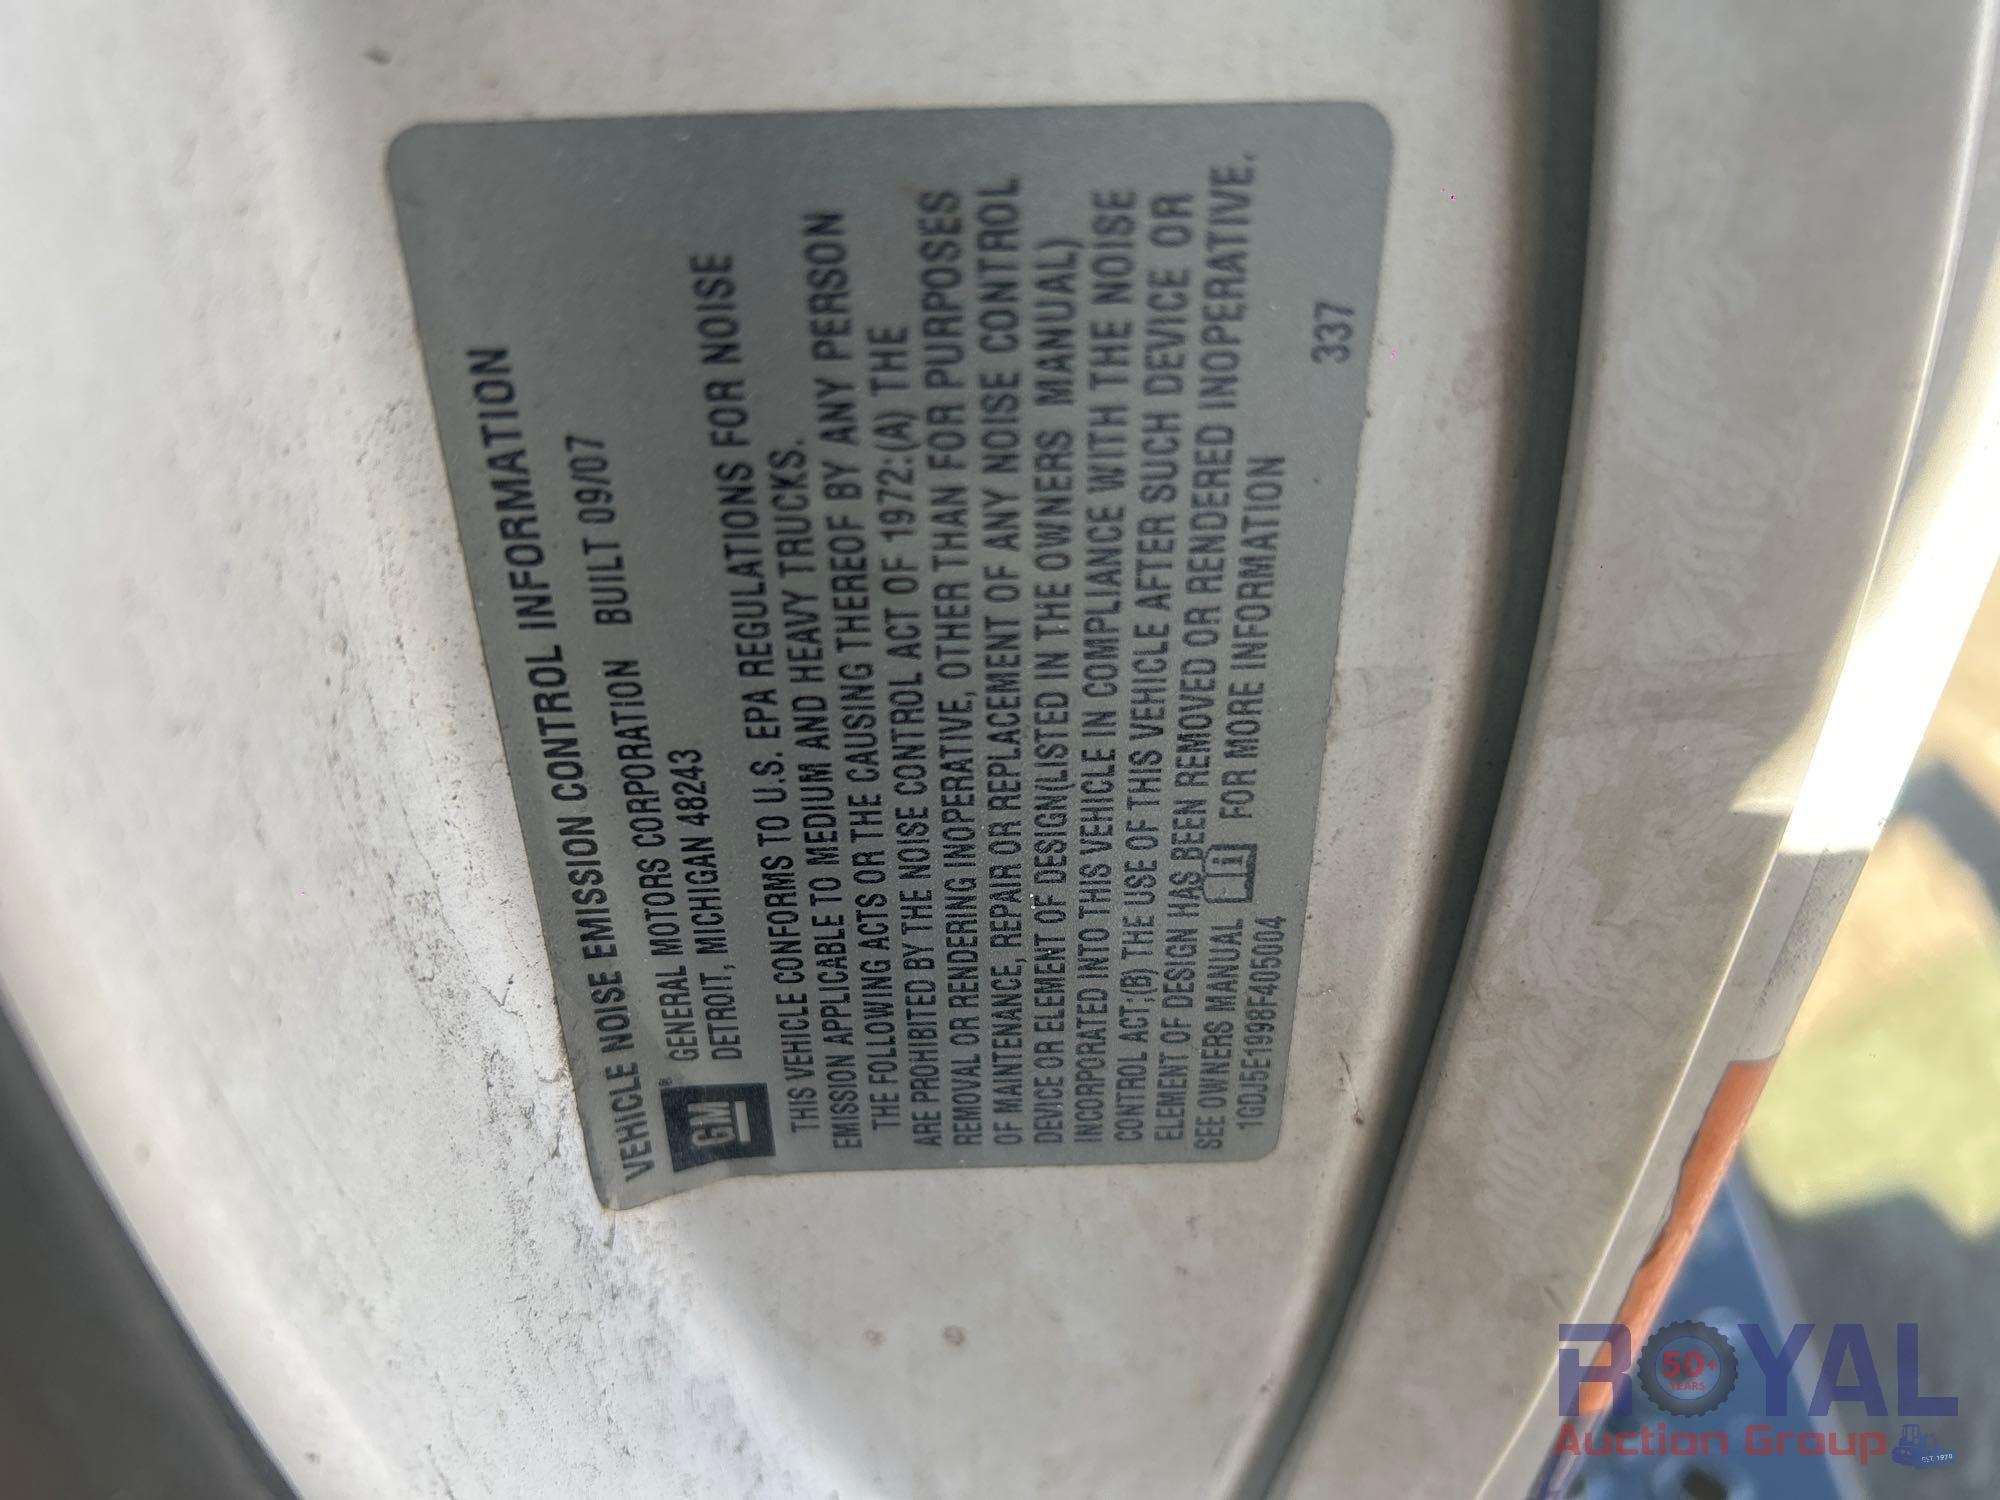 VEHICLE NOISE EMISSION CONTROL INFORMATION
GM
®
GENERAL MOTORS CORPORATION BUILT 09/07
DETROIT, MICHIGAN 48243
THIS VEHICLE CONFORMS TO U.S. EPA REGULATIONS FOR NOISE
EMISSION APPLICABLE TO MEDIUM AND HEAVY TRUCKS.
THE FOLLOWING ACTS OR THE CAUSING THEREOF BY ANY PERSON
ARE PROHIBITED BY THE NOISE CONTROL ACT OF 1972:(A) THE
REMOVAL OR RENDERING INOPERATIVE, OTHER THAN FOR PURPOSES
OF MAINTENANCE, REPAIR OR REPLACEMENT OF ANY NOISE CONTROL
DEVICE OR ELEMENT OF DESIGN(LISTED IN THE OWNERS MANUAL)
INCORPORATED INTO THIS VEHICLE IN COMPLIANCE WITH THE NOISE
CONTROL ACT:(B) THE USE OF THIS VEHICLE AFTER SUCH DEVICE OR
ELEMENT OF DESIGN HAS BEEN REMOVED OR RENDERED INOPERATIVE.
SEE OWNERS MANUAL FOR MORE INFORMATION
1GDJ5E1998F405004 337
ROYAL
50+
YEARS
Auction Group
EST. 1970